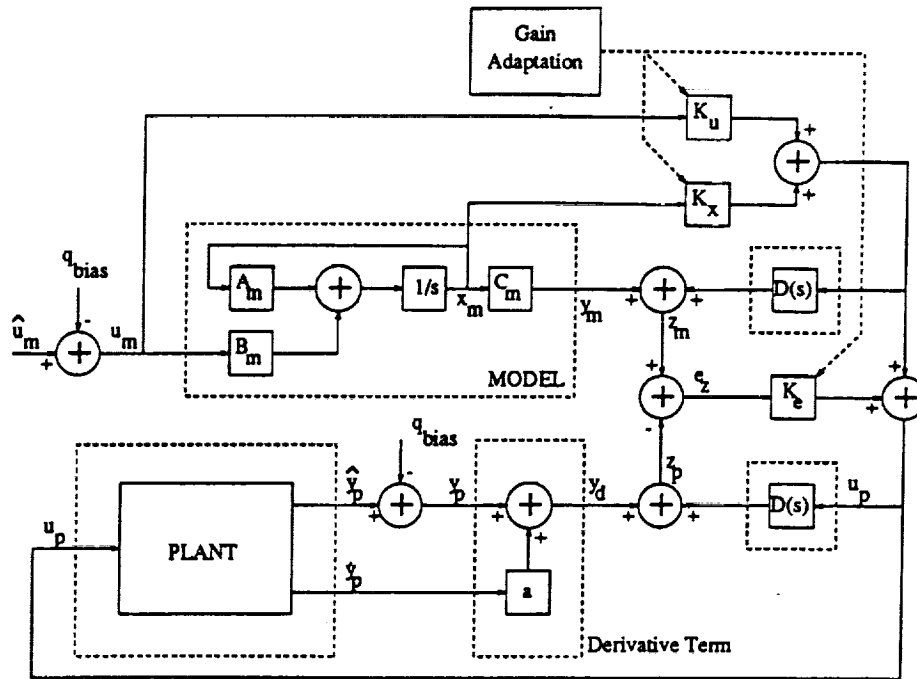 Gain
Adaptation
K_u
+
+
+
K_x
q_bias
-
û_m
+
+
u_m
A_m
+
1/s
x_m
C_m
B_m
MODEL
y_m
+
+
+
z_m
D(s)
+
+
-
e_z
K_e
+
+
+
q_bias
-
ŷ_p
+
+
y_p
+
+
+
y_d
+
+
+
z_p
D(s)
u_p
u_p
PLANT
ẏ_p
a
Derivative Term